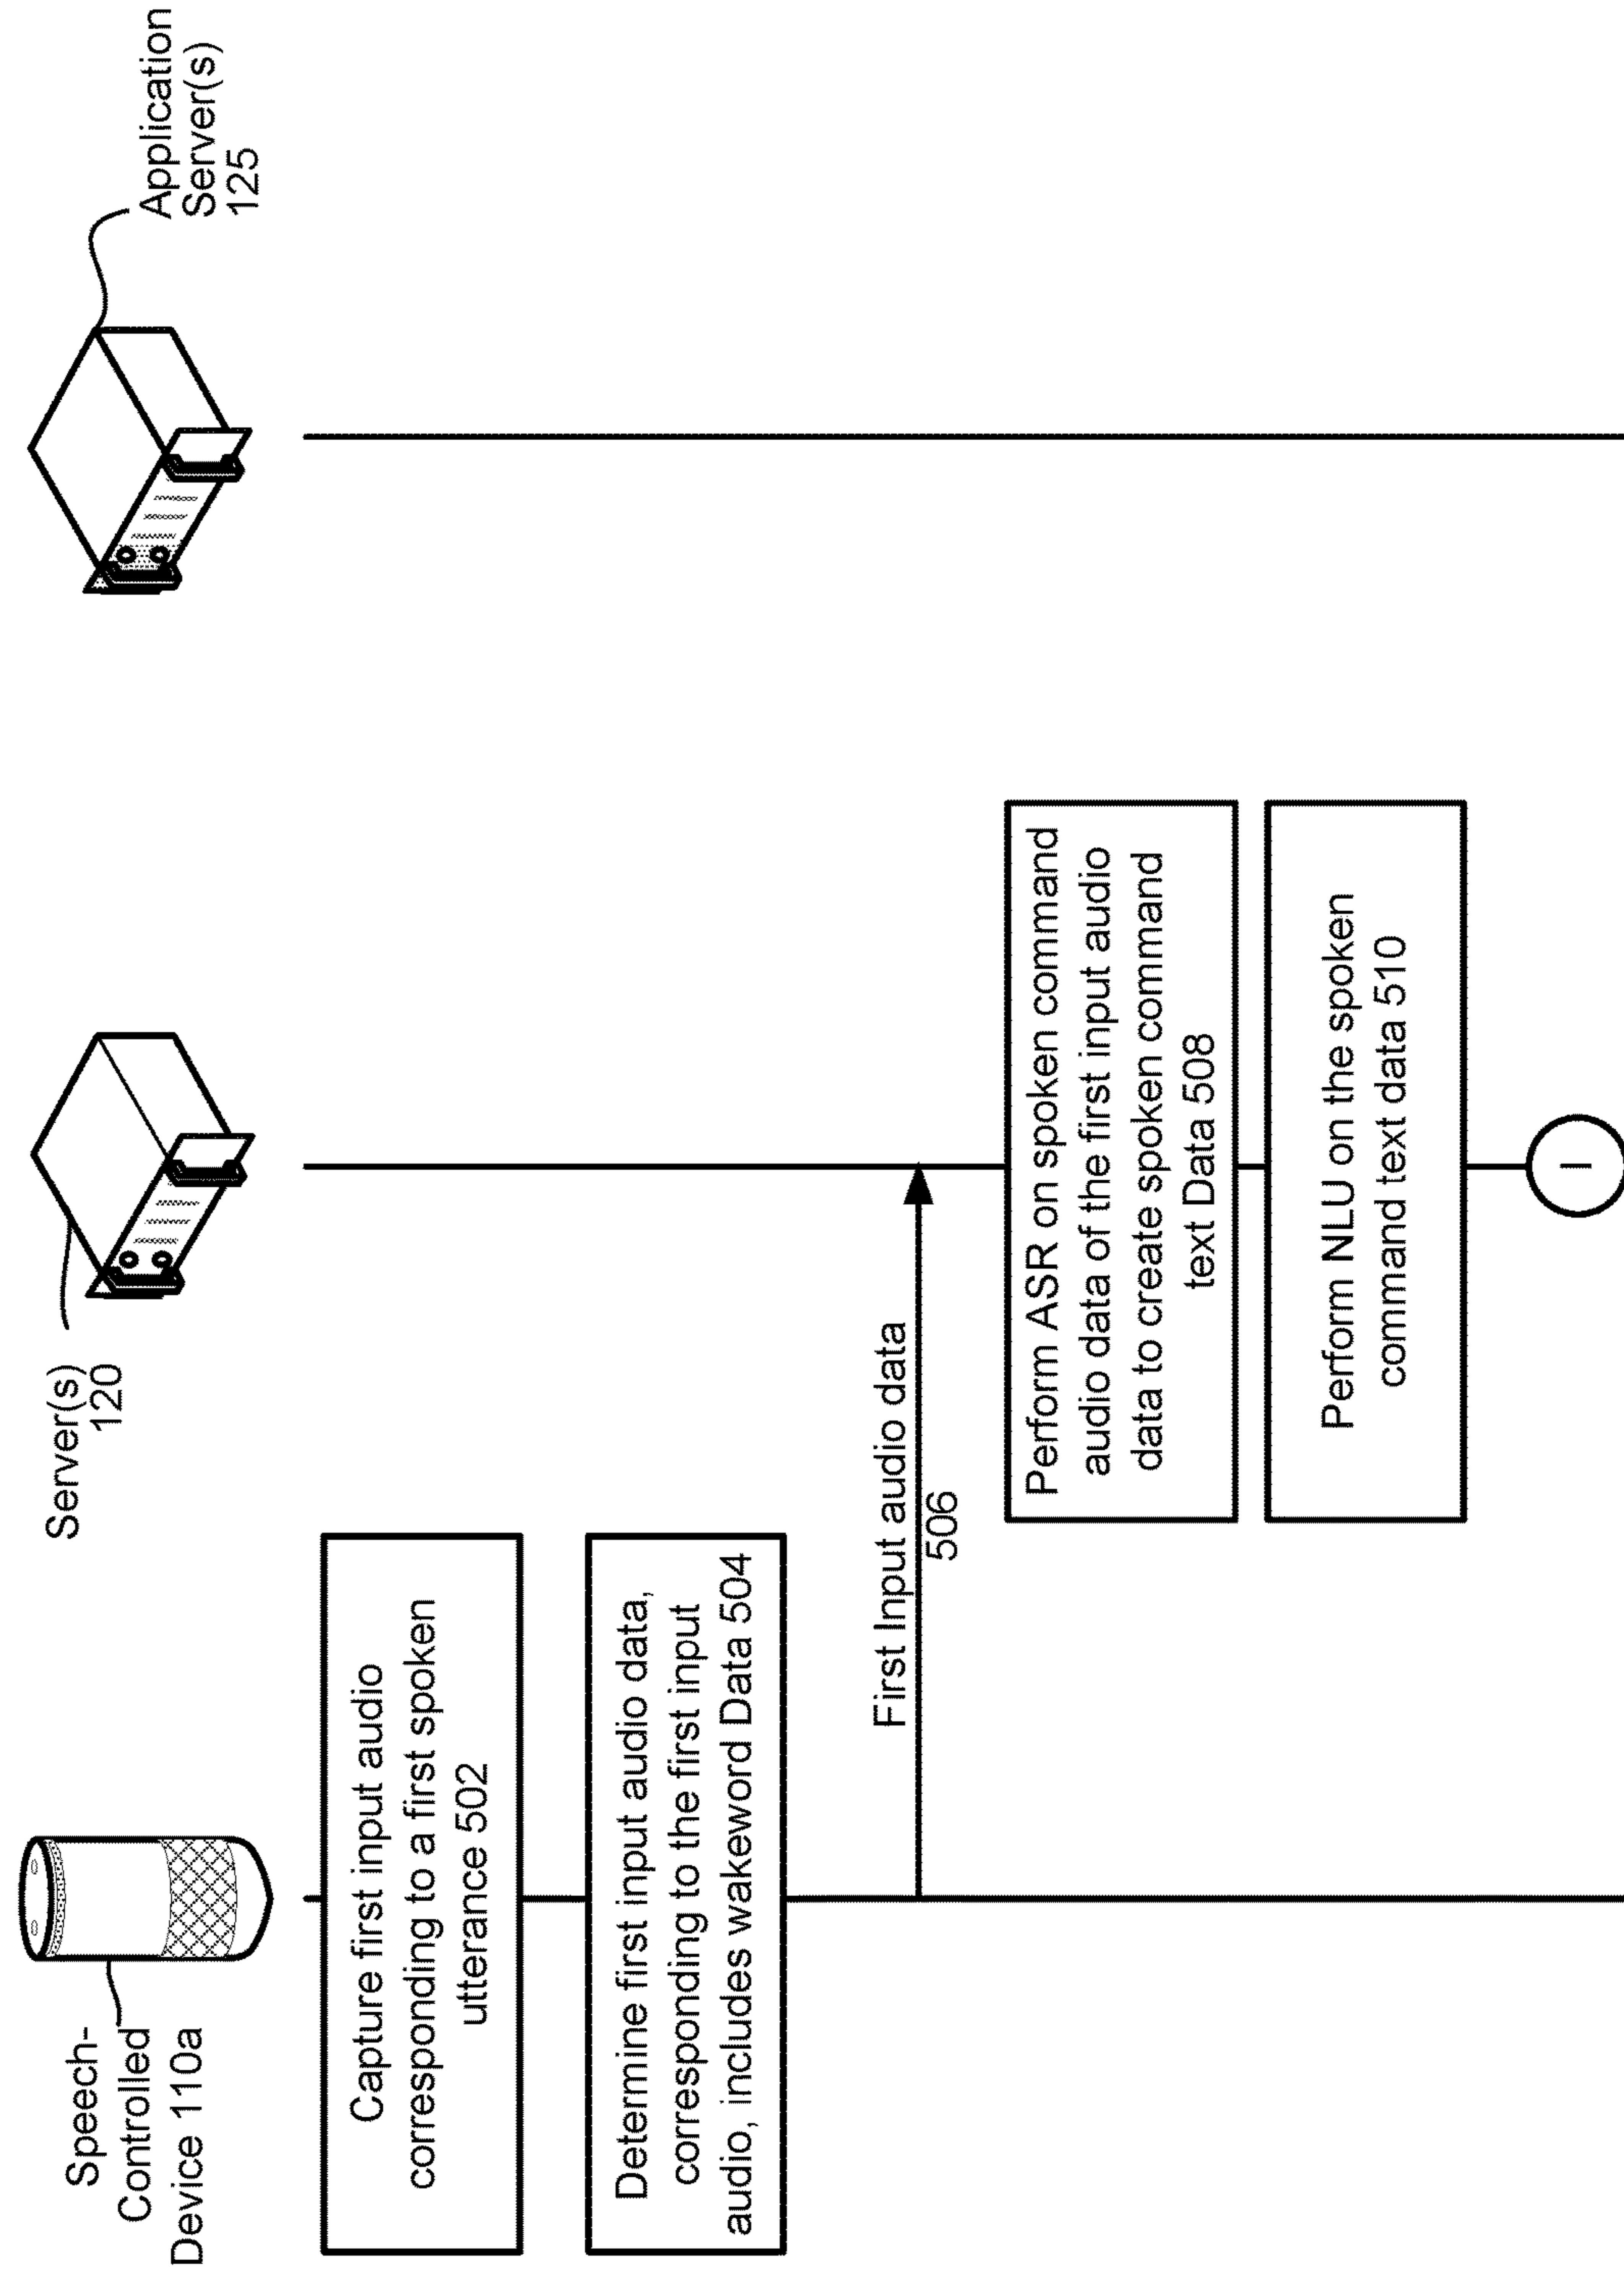 Speech-
Controlled
Device 110a
Server(s)
120
Application
Server(s)
125
Capture first input audio
corresponding to a first spoken
utterance 502
Determine first input audio data,
corresponding to the first input
audio, includes wakeword Data 504
First Input audio data
506
Perform ASR on spoken command
audio data of the first input audio
data to create spoken command
text Data 508
Perform NLU on the spoken
command text data 510
I